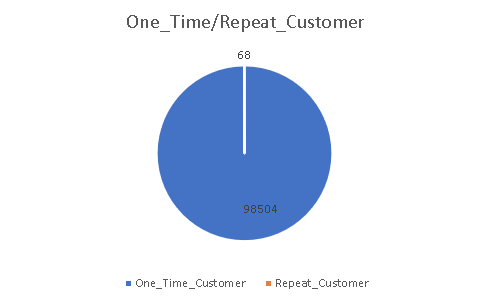 One_Time/Repeat_Customer
68
98504
One_Time_Customer
Repeat_Customer